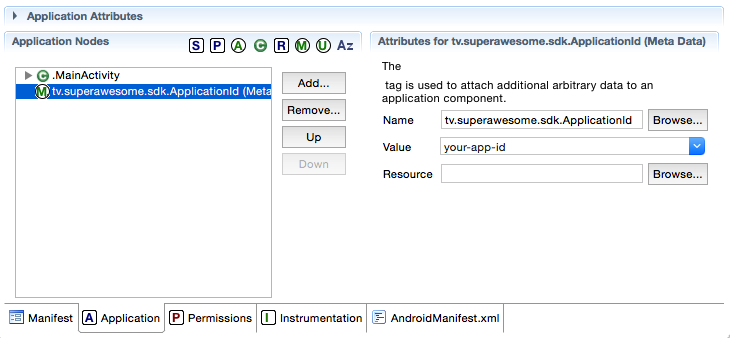 Application Attributes
Application Nodes
S P A C R M U Az
C .MainActivity
M tv.superawesome.sdk.ApplicationId (Meta
Add...
Remove...
Up
Down
Attributes for tv.superawesome.sdk.ApplicationId (Meta Data)
The
tag is used to attach additional arbitrary data to an
application component.
Name tv.superawesome.sdk.ApplicationId Browse...
Value your-app-id
Resource Browse...
Manifest A Application P Permissions I Instrumentation AndroidManifest.xml